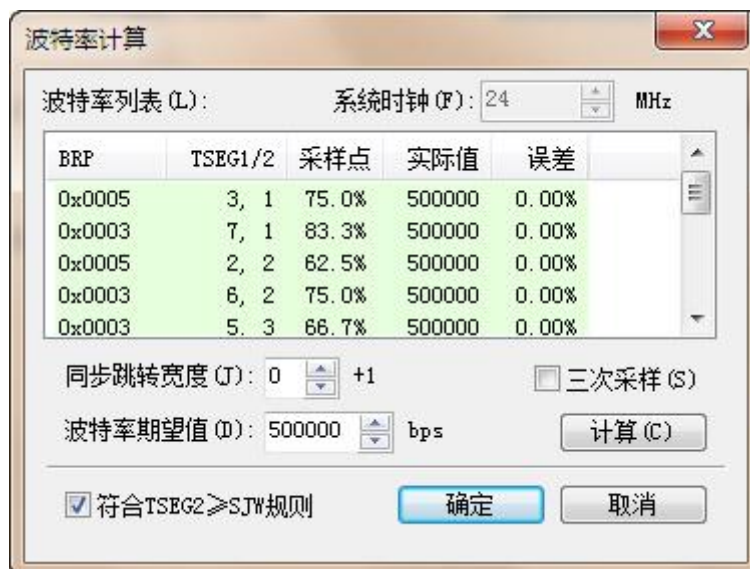 波特率计算
波特率列表(L): 系统时钟(F): 24 MHz
BRP TSEG1/2 采样点 实际值 误差
0x0005 3, 1 75.0% 500000 0.00%
0x0003 7, 1 83.3% 500000 0.00%
0x0005 2, 2 62.5% 500000 0.00%
0x0003 6, 2 75.0% 500000 0.00%
0x0003 5. 3 66.7% 500000 0.00%
同步跳转宽度(J): 0 +1 三次采样(S)
波特率期望值(D): 500000 bps 计算(C)
符合TSEG2≥SJW规则 确定 取消